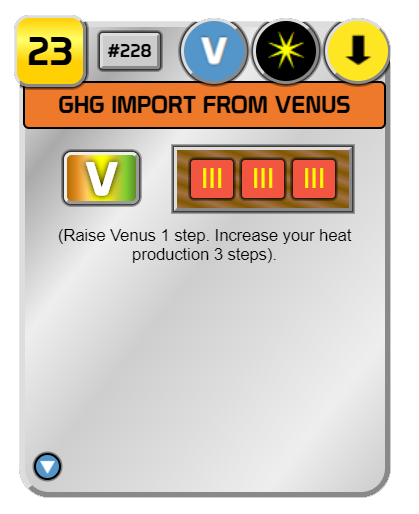 23 #228 V
GHG IMPORT FROM VENUS
V
(Raise Venus 1 step. Increase your heat
production 3 steps).